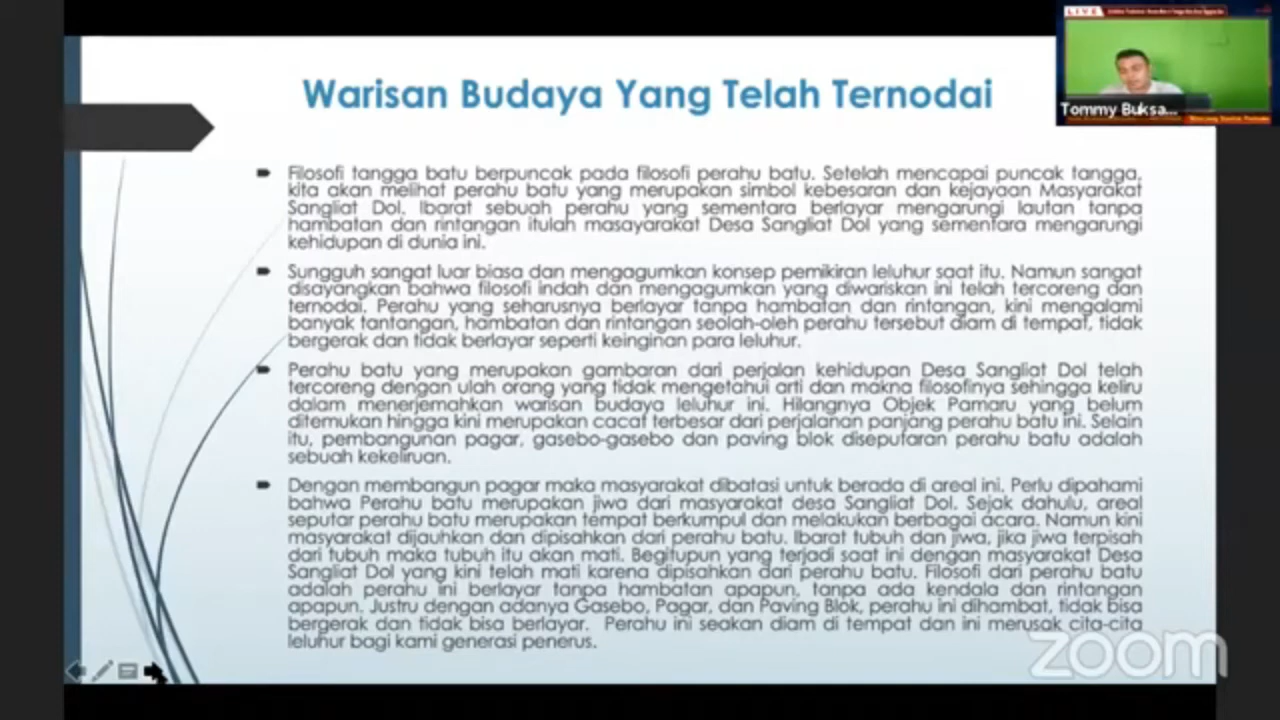 Warisan Budaya Yang Telah Ternodai
LIVE
Tommy Buksa...
Filosofi tangga batu berpuncak pada filosofi perahu batu. Setelah mencapai puncak tangga,
kita akan melihat perahu batu yang merupakan simbol kebesaran dan kejayaan Masyarakat
Sangliat Dol. Ibarat sebuah perahu yang sementara berlayar mengarungi lautan tanpa
hambatan dan rintangan itulah masayarakat Desa Sangliat Dol yang sementara mengarungi
kehidupan di dunia ini.
Sungguh sangat luar biasa dan mengagumkan konsep pemikiran leluhur saat itu. Namun sangat
disayangkan bahwa filosofi indah dan mengagumkan yang diwariskan ini telah tercoreng dan
ternodai. Perahu yang seharusnya berlayar tanpa hambatan dan rintangan, kini mengalami
banyak tantangan, hambatan dan rintangan seolah-oleh perahu tersebut diam di tempat, tidak
bergerak dan tidak berlayar seperti keinginan para leluhur.
Perahu batu yang merupakan gambaran dari perjalan kehidupan Desa Sangliat Dol telah
tercoreng dengan ulah orang yang tidak mengetahui arti dan makna filosofinya sehingga keliru
dalam menerjemahkan warisan budaya leluhur ini. Hilangnya Objek Pamaru yang belum
ditemukan hingga kini merupakan cacat terbesar dari perjalanan panjang perahu batu ini. Selain
itu, pembangunan pagar, gasebo-gasebo dan paving blok diseputaran perahu batu adalah
sebuah kekeliruan.
Dengan membangun pagar maka masyarakat dibatasi untuk berada di areal ini. Perlu dipahami
bahwa Perahu batu merupakan jiwa dari masyarakat desa Sangliat Dol. Sejak dahulu, areal
seputar perahu batu merupakan tempat berkumpul dan melakukan berbagai acara. Namun kini
masyarakat dijauhkan dan dipisahkan dari perahu batu. Ibarat tubuh dan jiwa, jika jiwa terpisah
dari tubuh maka tubuh itu akan mati. Begitupun yang terjadi saat ini dengan masyarakat Desa
Sangliat Dol yang kini telah mati karena dipisahkan dari perahu batu. Filosofi dari perahu batu
adalah perahu ini berlayar tanpa hambatan apapun, tanpa ada kendala dan rintangan
apapun. Justru dengan adanya Gasebo, Pagar, dan Paving Blok, perahu ini dihambat, tidak bisa
bergerak dan tidak bisa berlayar. Perahu ini seakan diam di tempat dan ini merusak cita-cita
leluhur bagi kami generasi penerus.
zoom